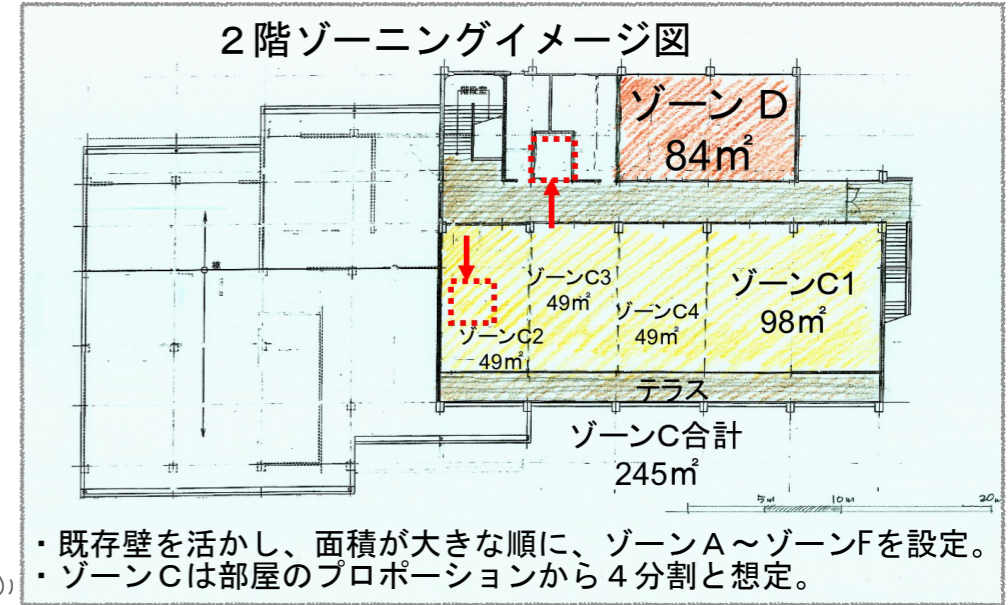 ２階ゾーニングイメージ図
階段室
ゾーン D
84㎡
ゾーンC3
49㎡
ゾーンC4
49㎡
ゾーンC1
98㎡
ゾーンC2
49㎡
テラス
ゾーンC合計
245㎡
5m 10m 20
・既存壁を活かし、面積が大きな順に、ゾーンＡ～ゾーンFを設定。
・ゾーンＣは部屋のプロポーションから４分割と想定。